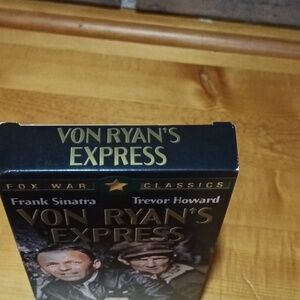 VON RYAN'S
EXPRESS
FOX WAR ★ CLASSICS
Frank Sinatra Trevor Howard
VON RYAN'S
EXPRESS